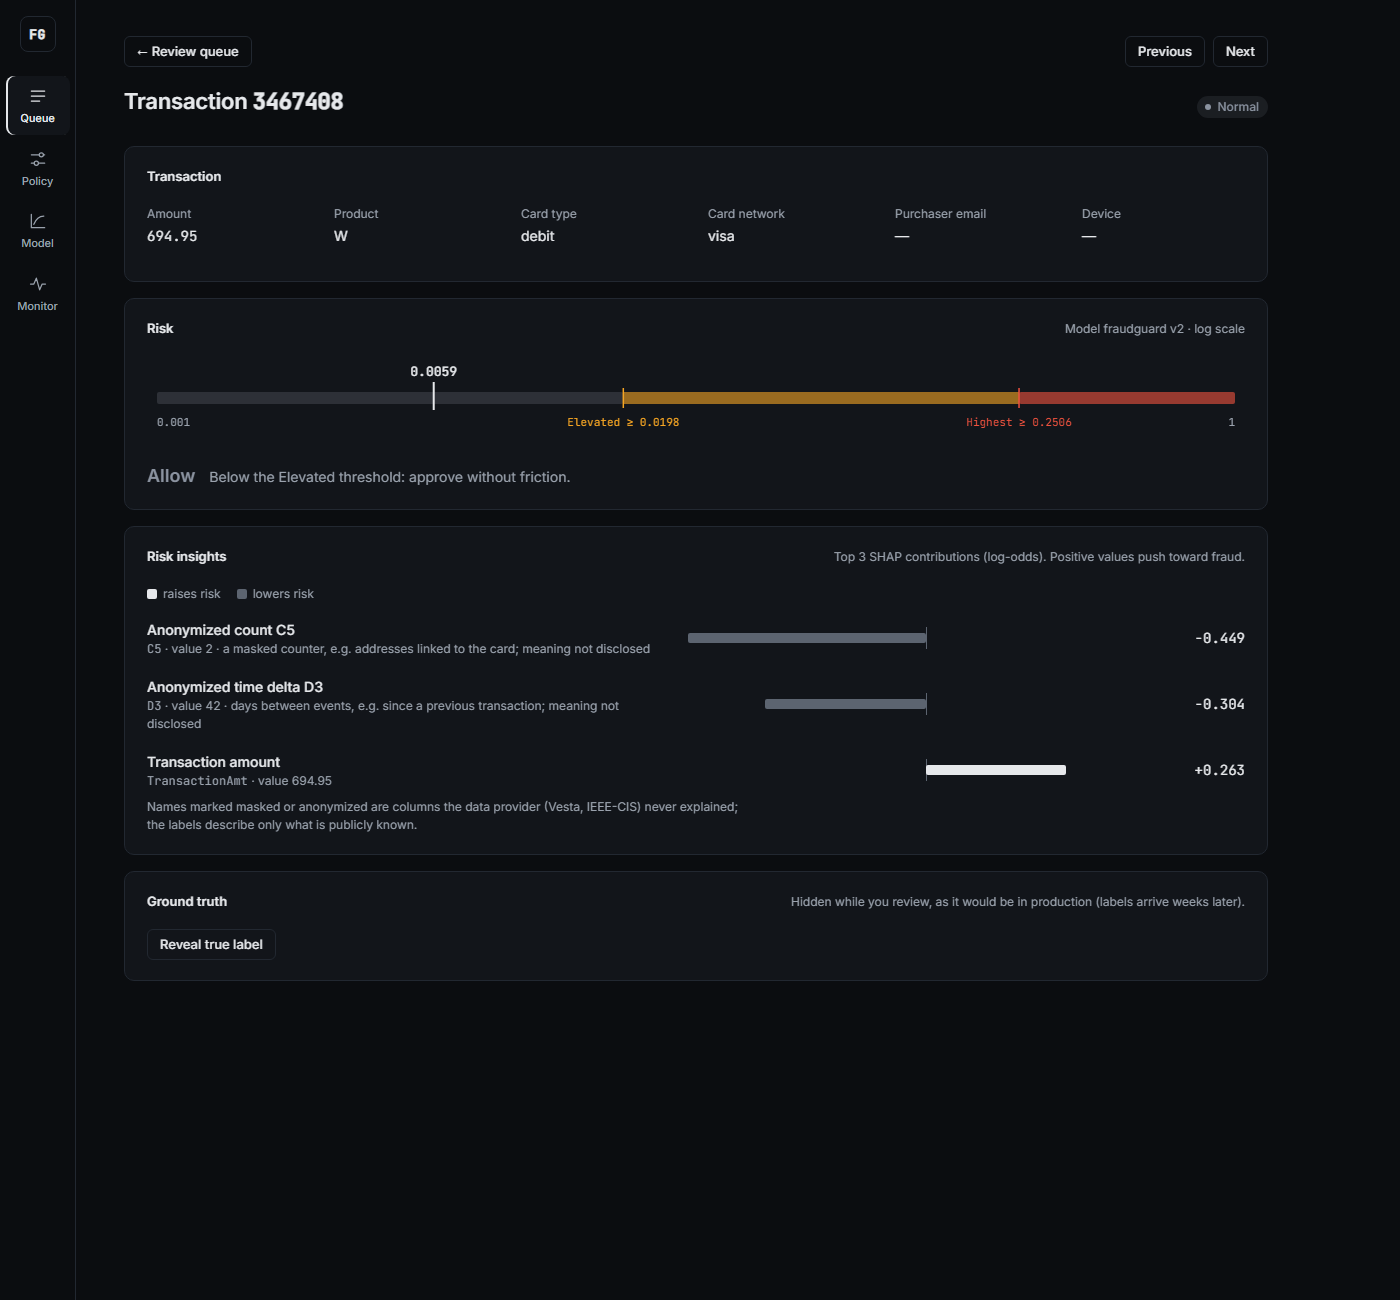 FG
Queue
Policy
Model
Monitor
← Review queue
Previous
Next
Transaction 3467408
Normal
Transaction
Amount
Product
Card type
Card network
Purchaser email
Device
694.95
W
debit
visa
—
—
Risk
Model fraudguard v2 · log scale
0.0059
0.001
Elevated ≥ 0.0198
Highest ≥ 0.2506
1
Allow Below the Elevated threshold: approve without friction.
Risk insights
Top 3 SHAP contributions (log-odds). Positive values push toward fraud.
raises risk
lowers risk
Anonymized count C5
C5 · value 2 · a masked counter, e.g. addresses linked to the card; meaning not disclosed
-0.449
Anonymized time delta D3
D3 · value 42 · days between events, e.g. since a previous transaction; meaning not
disclosed
-0.304
Transaction amount
TransactionAmt · value 694.95
+0.263
Names marked masked or anonymized are columns the data provider (Vesta, IEEE-CIS) never explained;
the labels describe only what is publicly known.
Ground truth
Hidden while you review, as it would be in production (labels arrive weeks later).
Reveal true label